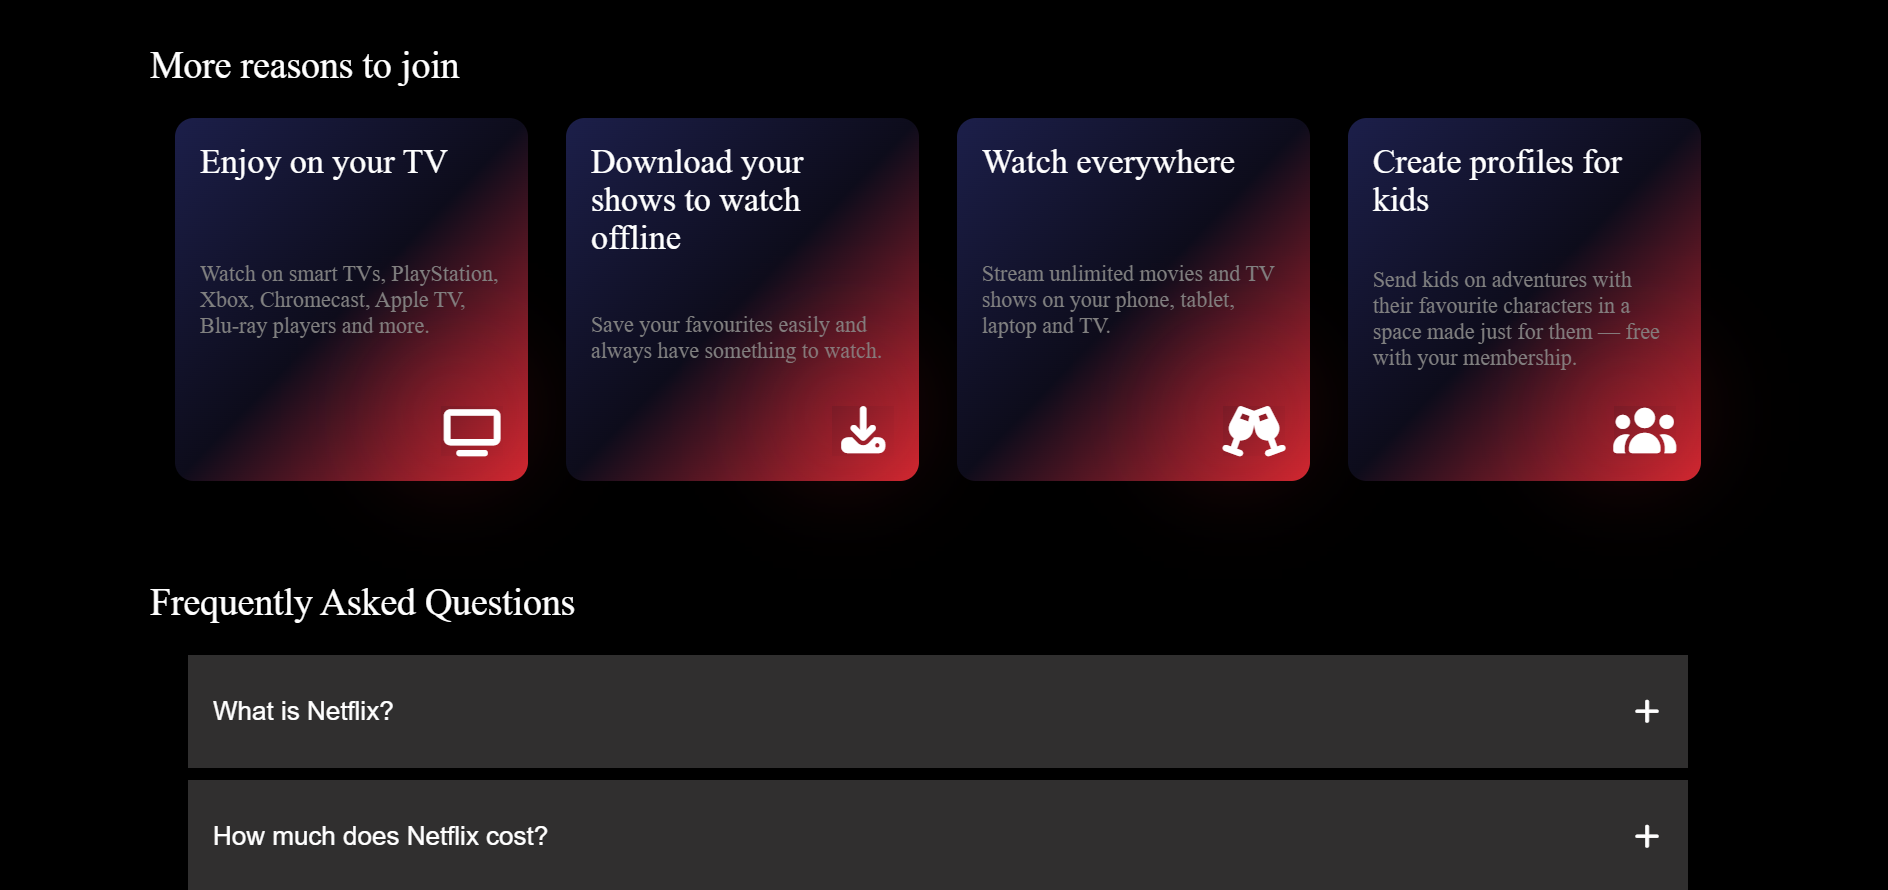 More reasons to join
Enjoy on your TV
Watch on smart TVs, PlayStation,
Xbox, Chromecast, Apple TV,
Blu-ray players and more.
Download your
shows to watch
offline
Save your favourites easily and
always have something to watch.
Watch everywhere
Stream unlimited movies and TV
shows on your phone, tablet,
laptop and TV.
Create profiles for
kids
Send kids on adventures with
their favourite characters in a
space made just for them — free
with your membership.
Frequently Asked Questions
What is Netflix?
How much does Netflix cost?